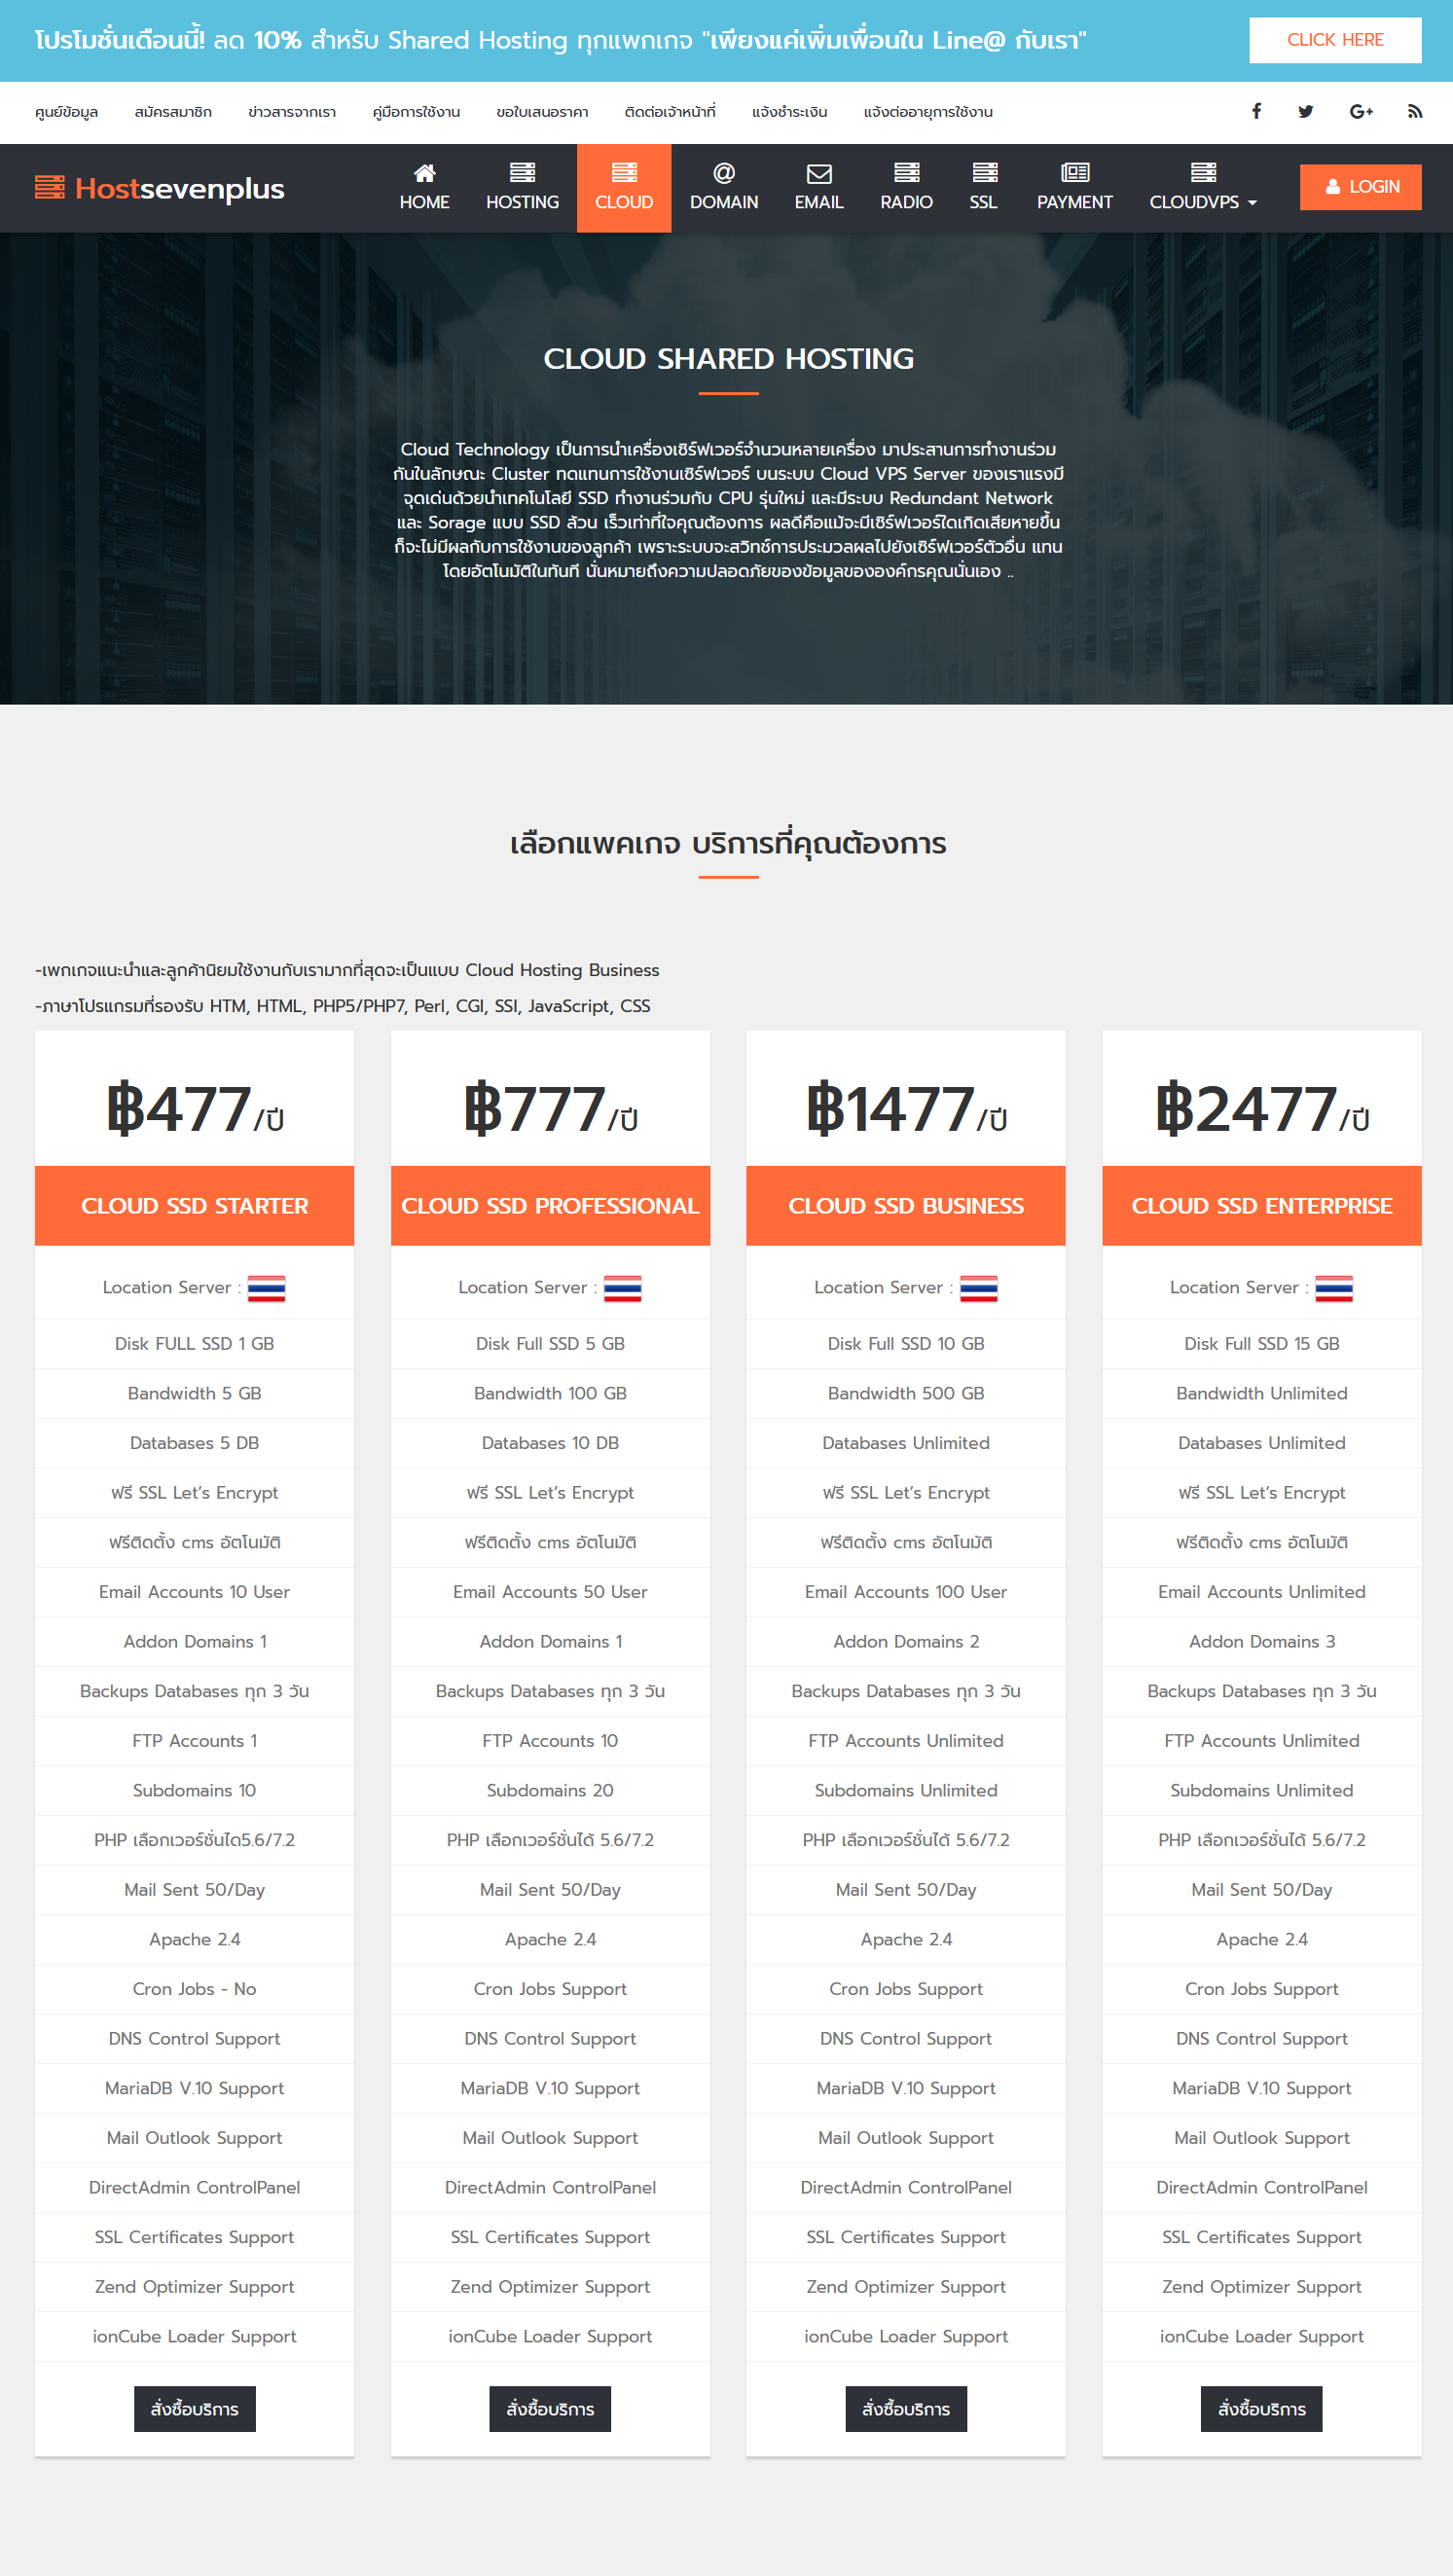 โปรโมชั่นเดือนนี้! ลด 10% สำหรับ Shared Hosting ทุกแพกเกจ "เพียงแค่เพิ่มเพื่อนใน Line@ กับเรา"
CLICK HERE
ศูนย์ข้อมูล สมัครสมาชิก ข่าวสารจากเรา คู่มือการใช้งาน ขอใบเสนอราคา ติดต่อเจ้าหน้าที่ แจ้งชำระเงิน แจ้งต่ออายุการใช้งาน
Hostsevenplus
HOME HOSTING CLOUD DOMAIN EMAIL RADIO SSL PAYMENT CLOUDVPS
LOGIN
CLOUD SHARED HOSTING
Cloud Technology เป็นการนำเครื่องเซิร์ฟเวอร์จำนวนหลายเครื่อง มาประสานการทำงานร่วม
กันในลักษณะ Cluster ทดแทนการใช้งานเซิร์ฟเวอร์ บนระบบ Cloud VPS Server ของเราแรงมี
จุดเด่นด้วยนำเทคโนโลยี SSD ทำงานร่วมกับ CPU รุ่นใหม่ และมีระบบ Redundant Network
และ Sorage แบบ SSD ล้วน เร็วเท่าที่ใจคุณต้องการ ผลดีคือแม้จะมีเซิร์ฟเวอร์ใดเกิดเสียหายขึ้น
ก็จะไม่มีผลกับการใช้งานของลูกค้า เพราะระบบจะสวิทช์การประมวลผลไปยังเซิร์ฟเวอร์ตัวอื่น แทน
โดยอัตโนมัติในทันที นั่นหมายถึงความปลอดภัยของข้อมูลขององค์กรคุณนั่นเอง ..
เลือกแพคเกจ บริการที่คุณต้องการ
-เพกเกจแนะนำและลูกค้านิยมใช้งานกับเรามากที่สุดจะเป็นแบบ Cloud Hosting Business
-ภาษาโปรแกรมที่รองรับ HTM, HTML, PHP5/PHP7, Perl, CGI, SSI, JavaScript, CSS
฿477/ปี
CLOUD SSD STARTER
Location Server :
Disk FULL SSD 1 GB
Bandwidth 5 GB
Databases 5 DB
ฟรี SSL Let's Encrypt
ฟรีติดตั้ง cms อัตโนมัติ
Email Accounts 10 User
Addon Domains 1
Backups Databases ทุก 3 วัน
FTP Accounts 1
Subdomains 10
PHP เลือกเวอร์ชั่นได5.6/7.2
Mail Sent 50/Day
Apache 2.4
Cron Jobs - No
DNS Control Support
MariaDB V.10 Support
Mail Outlook Support
DirectAdmin ControlPanel
SSL Certificates Support
Zend Optimizer Support
ionCube Loader Support
สั่งซื้อบริการ
฿777/ปี
CLOUD SSD PROFESSIONAL
Location Server :
Disk Full SSD 5 GB
Bandwidth 100 GB
Databases 10 DB
ฟรี SSL Let's Encrypt
ฟรีติดตั้ง cms อัตโนมัติ
Email Accounts 50 User
Addon Domains 1
Backups Databases ทุก 3 วัน
FTP Accounts 10
Subdomains 20
PHP เลือกเวอร์ชั่นได้ 5.6/7.2
Mail Sent 50/Day
Apache 2.4
Cron Jobs Support
DNS Control Support
MariaDB V.10 Support
Mail Outlook Support
DirectAdmin ControlPanel
SSL Certificates Support
Zend Optimizer Support
ionCube Loader Support
สั่งซื้อบริการ
฿1477/ปี
CLOUD SSD BUSINESS
Location Server :
Disk Full SSD 10 GB
Bandwidth 500 GB
Databases Unlimited
ฟรี SSL Let's Encrypt
ฟรีติดตั้ง cms อัตโนมัติ
Email Accounts 100 User
Addon Domains 2
Backups Databases ทุก 3 วัน
FTP Accounts Unlimited
Subdomains Unlimited
PHP เลือกเวอร์ชั่นได้ 5.6/7.2
Mail Sent 50/Day
Apache 2.4
Cron Jobs Support
DNS Control Support
MariaDB V.10 Support
Mail Outlook Support
DirectAdmin ControlPanel
SSL Certificates Support
Zend Optimizer Support
ionCube Loader Support
สั่งซื้อบริการ
฿2477/ปี
CLOUD SSD ENTERPRISE
Location Server :
Disk Full SSD 15 GB
Bandwidth Unlimited
Databases Unlimited
ฟรี SSL Let's Encrypt
ฟรีติดตั้ง cms อัตโนมัติ
Email Accounts Unlimited
Addon Domains 3
Backups Databases ทุก 3 วัน
FTP Accounts Unlimited
Subdomains Unlimited
PHP เลือกเวอร์ชั่นได้ 5.6/7.2
Mail Sent 50/Day
Apache 2.4
Cron Jobs Support
DNS Control Support
MariaDB V.10 Support
Mail Outlook Support
DirectAdmin ControlPanel
SSL Certificates Support
Zend Optimizer Support
ionCube Loader Support
สั่งซื้อบริการ